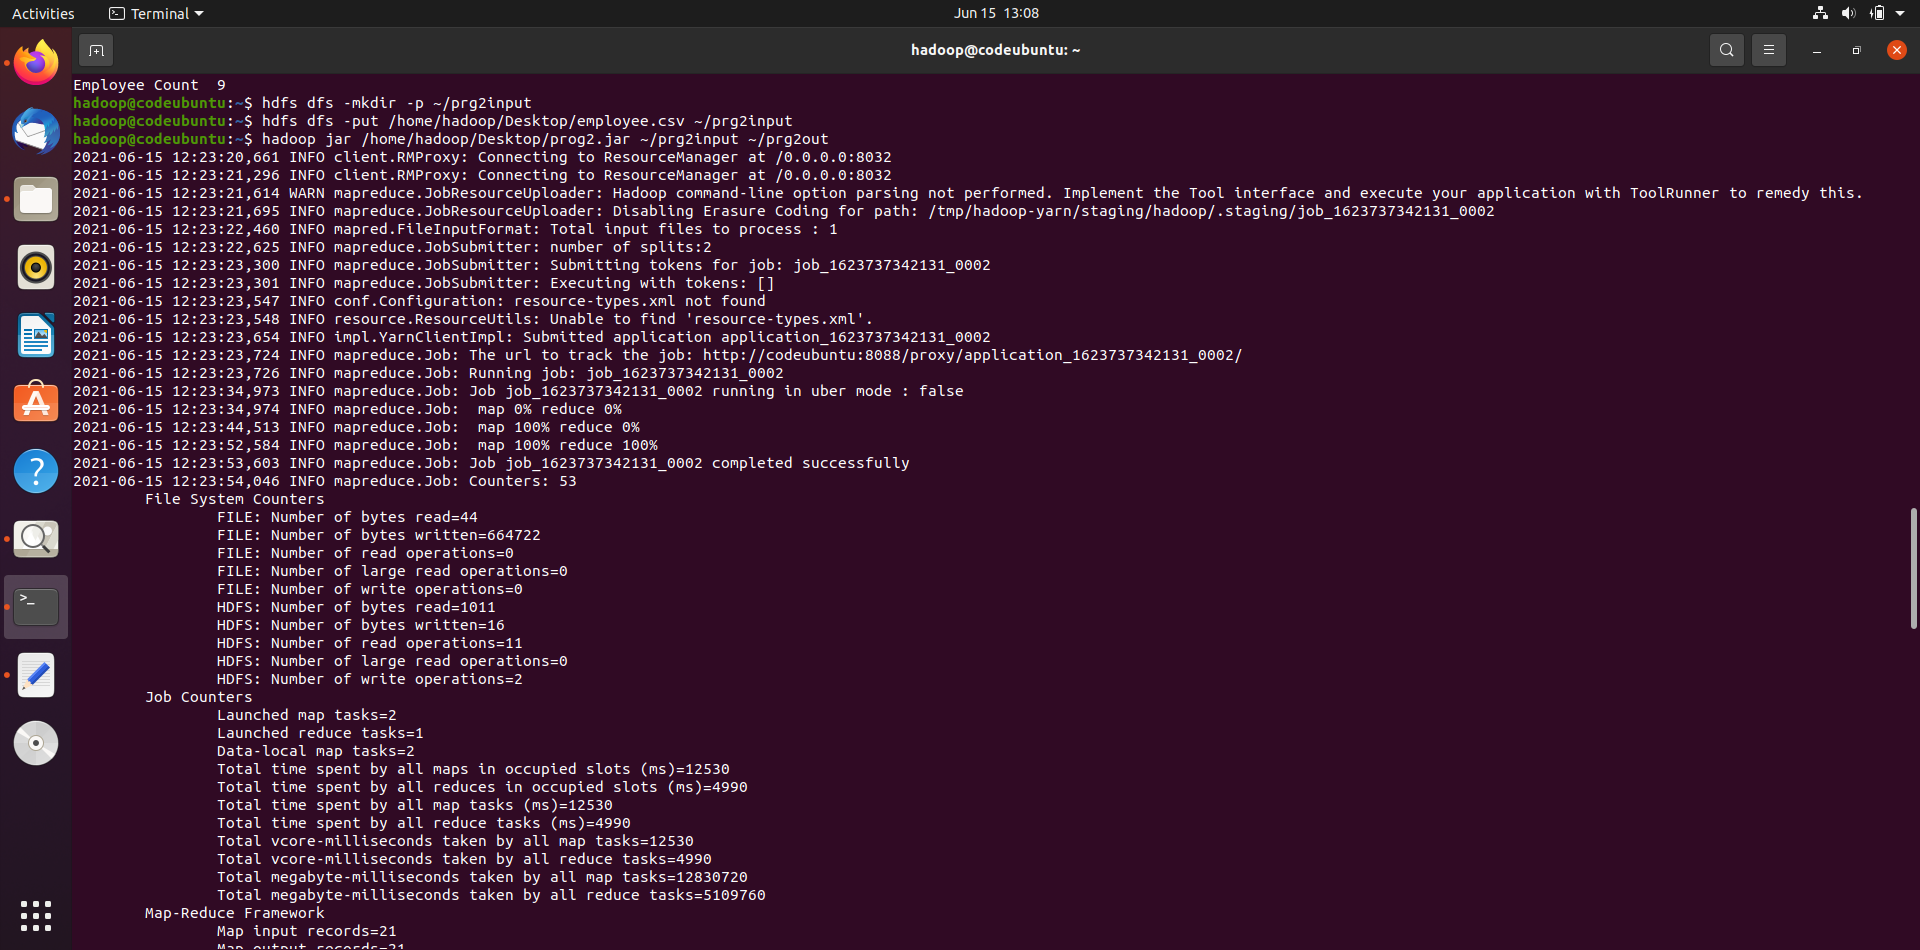 Activities Terminal Jun 15 13:08
hadoop@codeubuntu: ~
Employee Count  9
hadoop@codeubuntu:~$ hdfs dfs -mkdir -p ~/prg2input
hadoop@codeubuntu:~$ hdfs dfs -put /home/hadoop/Desktop/employee.csv ~/prg2input
hadoop@codeubuntu:~$ hadoop jar /home/hadoop/Desktop/prog2.jar ~/prg2input ~/prg2out
2021-06-15 12:23:20,661 INFO client.RMProxy: Connecting to ResourceManager at /0.0.0.0:8032
2021-06-15 12:23:21,296 INFO client.RMProxy: Connecting to ResourceManager at /0.0.0.0:8032
2021-06-15 12:23:21,614 WARN mapreduce.JobResourceUploader: Hadoop command-line option parsing not performed. Implement the Tool interface and execute your application with ToolRunner to remedy this.
2021-06-15 12:23:21,695 INFO mapreduce.JobResourceUploader: Disabling Erasure Coding for path: /tmp/hadoop-yarn/staging/hadoop/.staging/job_1623737342131_0002
2021-06-15 12:23:22,460 INFO mapred.FileInputFormat: Total input files to process : 1
2021-06-15 12:23:22,625 INFO mapreduce.JobSubmitter: number of splits:2
2021-06-15 12:23:23,300 INFO mapreduce.JobSubmitter: Submitting tokens for job: job_1623737342131_0002
2021-06-15 12:23:23,301 INFO mapreduce.JobSubmitter: Executing with tokens: []
2021-06-15 12:23:23,547 INFO conf.Configuration: resource-types.xml not found
2021-06-15 12:23:23,548 INFO resource.ResourceUtils: Unable to find 'resource-types.xml'.
2021-06-15 12:23:23,654 INFO impl.YarnClientImpl: Submitted application application_1623737342131_0002
2021-06-15 12:23:23,724 INFO mapreduce.Job: The url to track the job: http://codeubuntu:8088/proxy/application_1623737342131_0002/
2021-06-15 12:23:23,726 INFO mapreduce.Job: Running job: job_1623737342131_0002
2021-06-15 12:23:34,973 INFO mapreduce.Job: Job job_1623737342131_0002 running in uber mode : false
2021-06-15 12:23:34,974 INFO mapreduce.Job:  map 0% reduce 0%
2021-06-15 12:23:44,513 INFO mapreduce.Job:  map 100% reduce 0%
2021-06-15 12:23:52,584 INFO mapreduce.Job:  map 100% reduce 100%
2021-06-15 12:23:53,603 INFO mapreduce.Job: Job job_1623737342131_0002 completed successfully
2021-06-15 12:23:54,046 INFO mapreduce.Job: Counters: 53
File System Counters
FILE: Number of bytes read=44
FILE: Number of bytes written=664722
FILE: Number of read operations=0
FILE: Number of large read operations=0
FILE: Number of write operations=0
HDFS: Number of bytes read=1011
HDFS: Number of bytes written=16
HDFS: Number of read operations=11
HDFS: Number of large read operations=0
HDFS: Number of write operations=2
Job Counters
Launched map tasks=2
Launched reduce tasks=1
Data-local map tasks=2
Total time spent by all maps in occupied slots (ms)=12530
Total time spent by all reduces in occupied slots (ms)=4990
Total time spent by all map tasks (ms)=12530
Total time spent by all reduce tasks (ms)=4990
Total vcore-milliseconds taken by all map tasks=12530
Total vcore-milliseconds taken by all reduce tasks=4990
Total megabyte-milliseconds taken by all map tasks=12830720
Total megabyte-milliseconds taken by all reduce tasks=5109760
Map-Reduce Framework
Map input records=21
Map output records=21